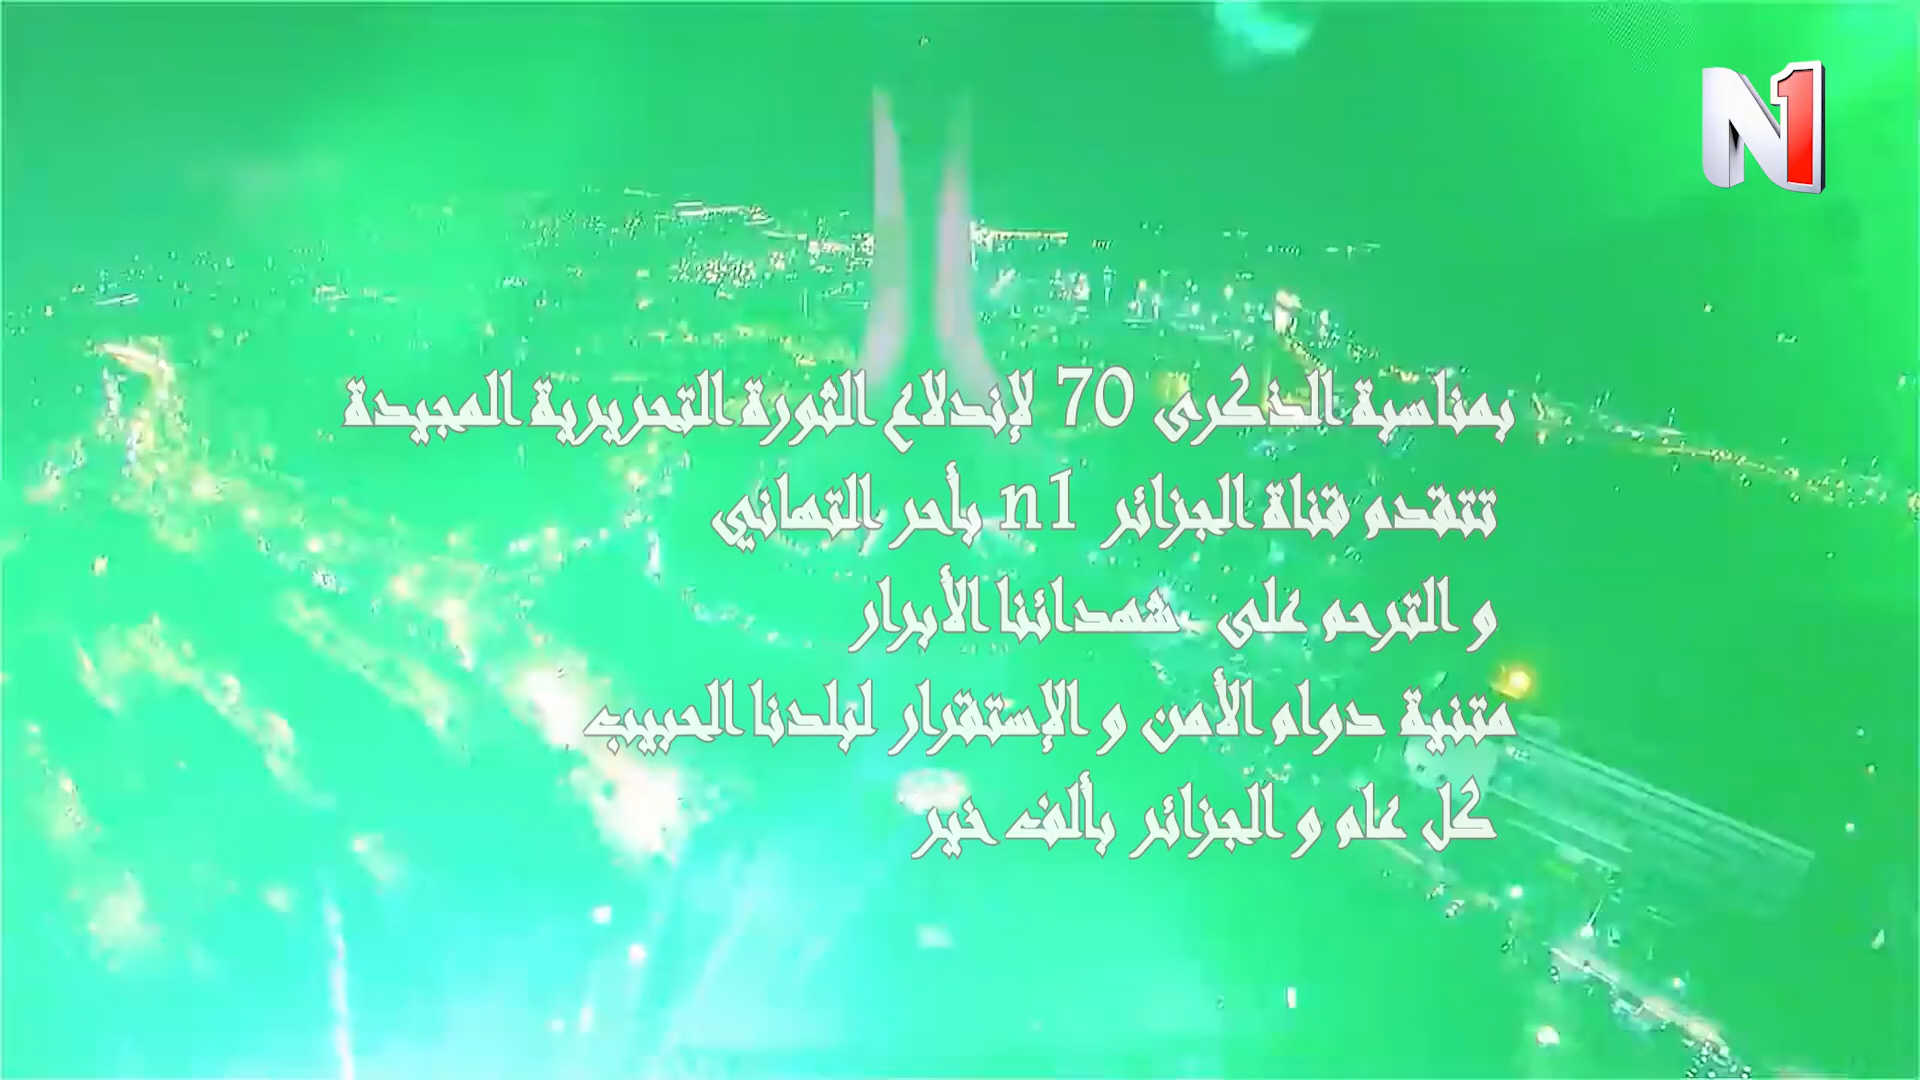 N1
بمناسبة الذكرى 70 لإندلاع الثورة التحريرية المجيدة
تتقدم قناة الجزائر n1 بأحر التهاني
و الترحم على شهدائنا الأبرار
متنية دوام الأمن و الإستقرار لبلدنا الحبيب
كل عام و الجزائر بألف خير